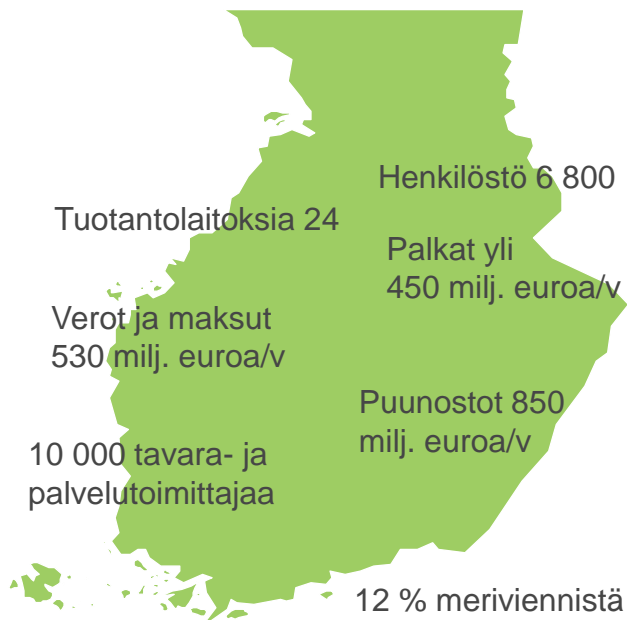 Henkilöstö 6 800
Tuotantolaitoksia 24
Palkat yli
450 milj. euroa/v
Verot ja maksut
530 milj. euroa/v
Puunostot 850
milj. euroa/v
10 000 tavara- ja
palvelutoimittajaa
12 % meriviennistä